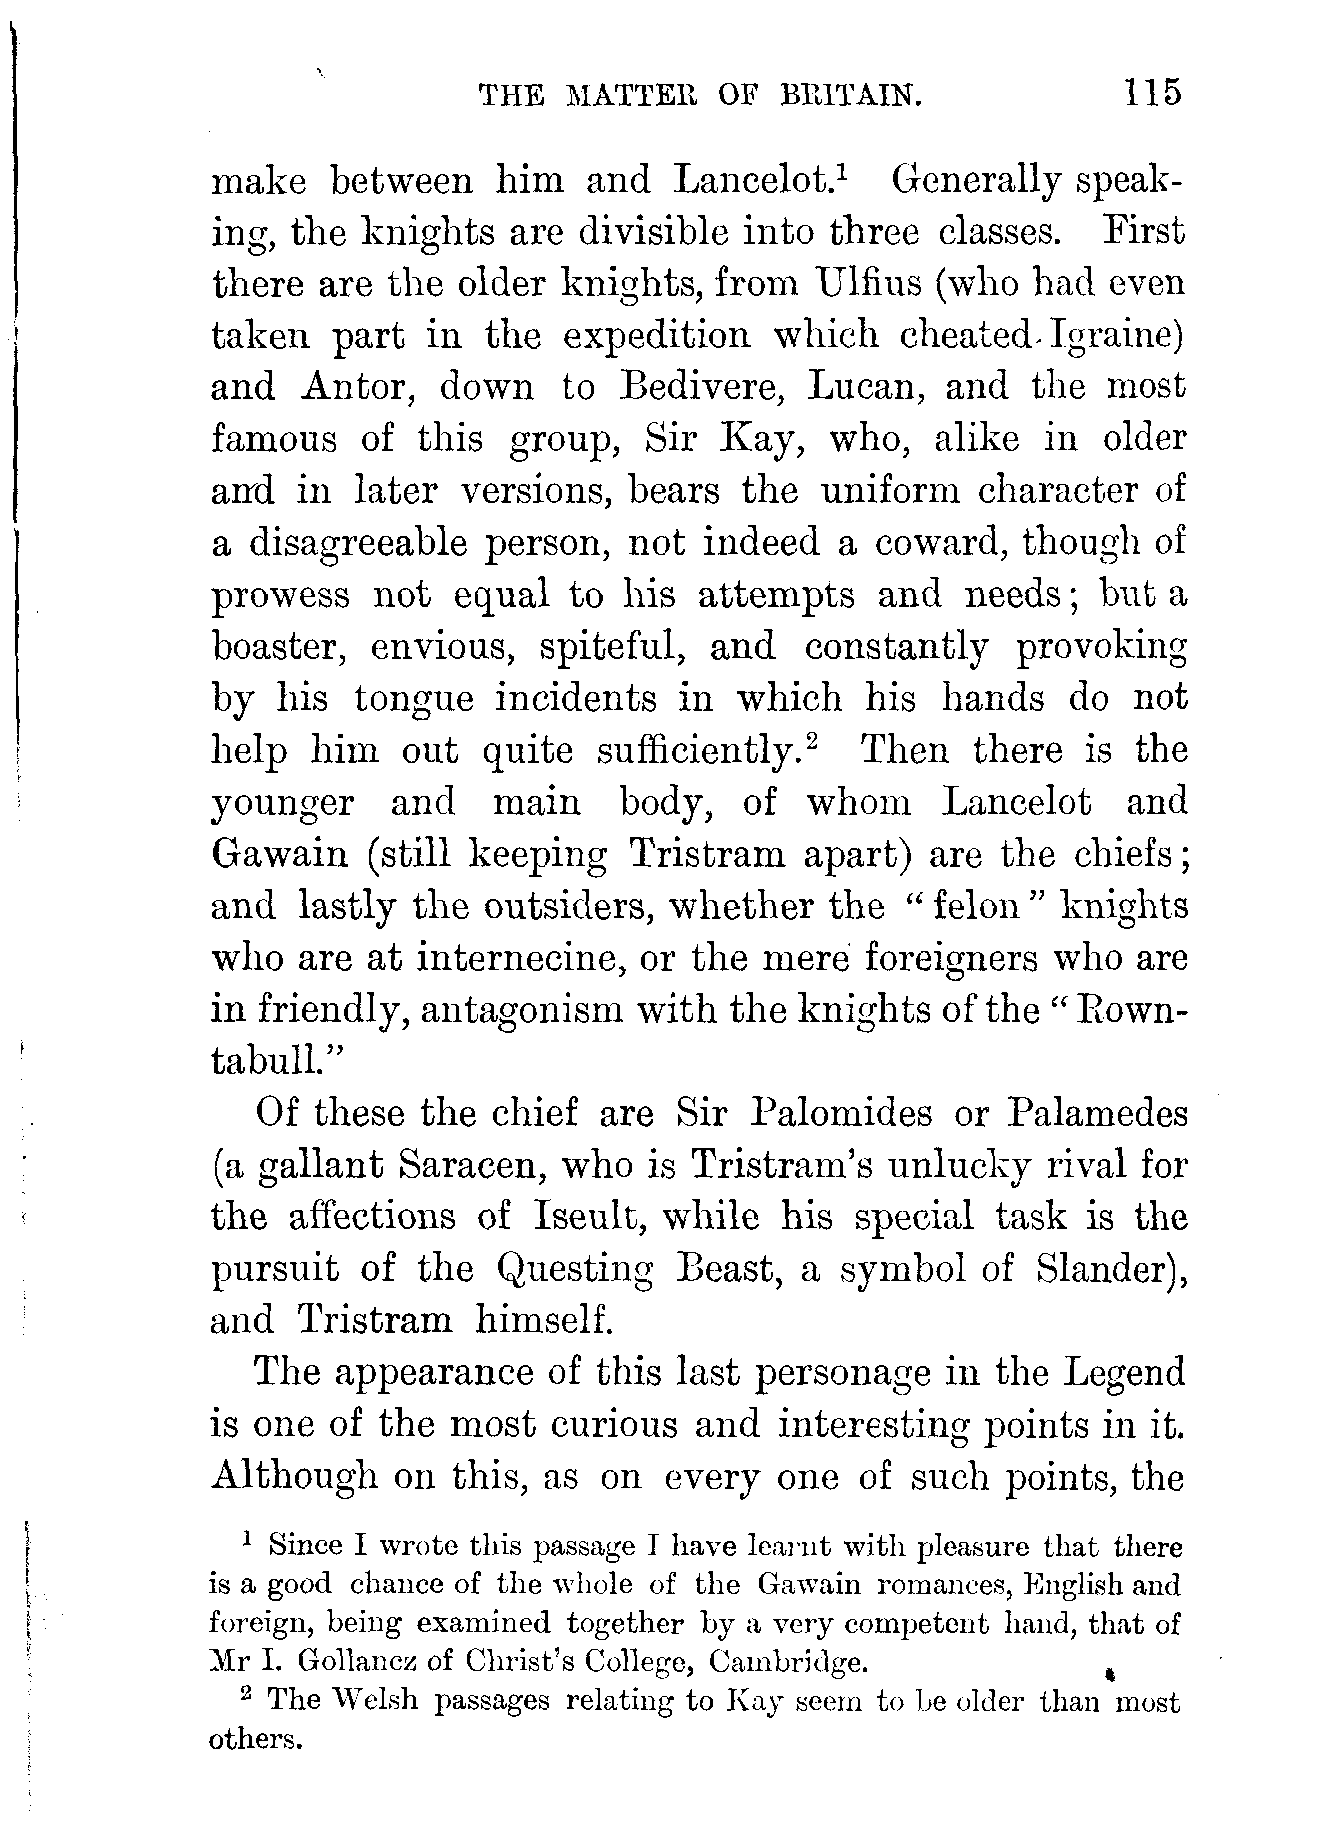 THE MATTER OF BRITAIN. 115
make between him and Lancelot.¹ Generally speak-
ing, the knights are divisible into three classes. First
there are the older knights, from Ulfius (who had even
taken part in the expedition which cheated Igraine)
and Antor, down to Bedivere, Lucan, and the most
famous of this group, Sir Kay, who, alike in older
and in later versions, bears the uniform character of
a disagreeable person, not indeed a coward, though of
prowess not equal to his attempts and needs; but a
boaster, envious, spiteful, and constantly provoking
by his tongue incidents in which his hands do not
help him out quite sufficiently.² Then there is the
younger and main body, of whom Lancelot and
Gawain (still keeping Tristram apart) are the chiefs;
and lastly the outsiders, whether the “felon” knights
who are at internecine, or the mere foreigners who are
in friendly, antagonism with the knights of the “Rown-
tabull.”
Of these the chief are Sir Palomides or Palamedes
(a gallant Saracen, who is Tristram’s unlucky rival for
the affections of Iseult, while his special task is the
pursuit of the Questing Beast, a symbol of Slander),
and Tristram himself.
The appearance of this last personage in the Legend
is one of the most curious and interesting points in it.
Although on this, as on every one of such points, the
¹ Since I wrote this passage I have learnt with pleasure that there
is a good chance of the whole of the Gawain romances, English and
foreign, being examined together by a very competent hand, that of
Mr I. Gollancz of Christ’s College, Cambridge.
² The Welsh passages relating to Kay seem to be older than most
others.